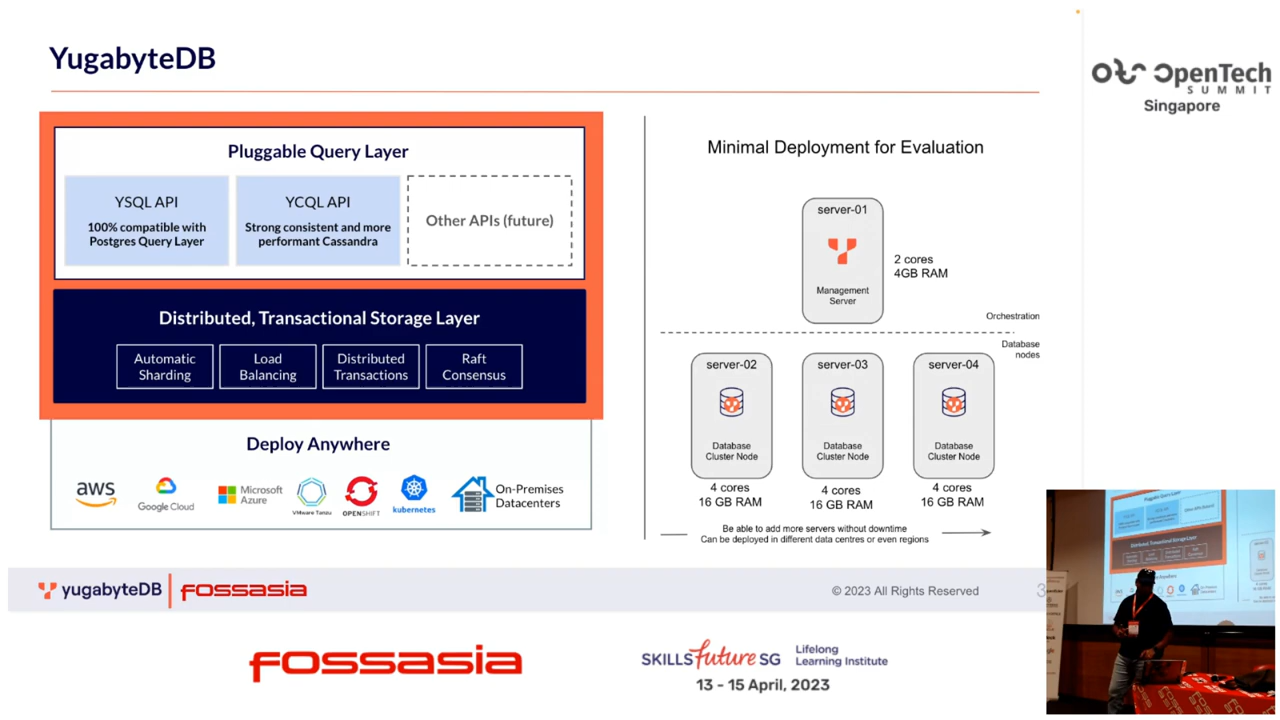 YugabyteDB
OpenTech
SUMMIT
Singapore
Pluggable Query Layer
YSQL API
100% compatible with
Postgres Query Layer
YCQL API
Strong consistent and more
performant Cassandra
Other APIs (future)
Distributed, Transactional Storage Layer
Automatic
Sharding
Load
Balancing
Distributed
Transactions
Raft
Consensus
Deploy Anywhere
aws
Google Cloud
Microsoft
Azure
VMware Tanzu
OPENSHIFT
kubernetes
On-Premises
Datacenters
Minimal Deployment for Evaluation
server-01
Management
Server
2 cores
4GB RAM
Orchestration
Database
nodes
server-02
Database
Cluster Node
4 cores
16 GB RAM
server-03
Database
Cluster Node
4 cores
16 GB RAM
server-04
Database
Cluster Node
4 cores
16 GB RAM
Be able to add more servers without downtime
Can be deployed in different data centres or even regions
yugabyteDB
FOSSASIA
© 2023 All Rights Reserved
3
FOSSASIA
SKILLS future SG
Lifelong
Learning Institute
13 - 15 April, 2023